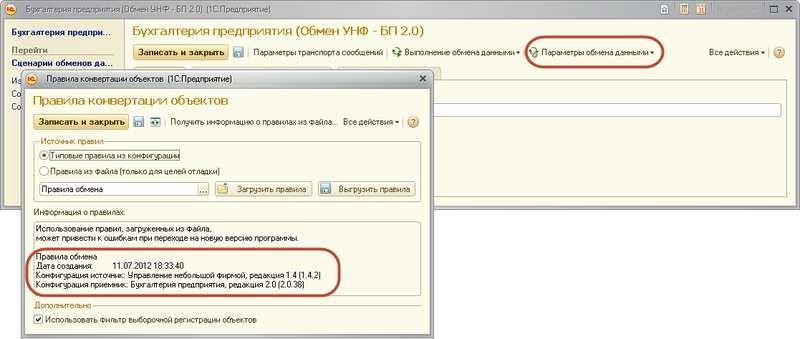 Бухгалтерия предприятия (Обмен УНФ - БП 2.0) (1С:Предприятие)
Бухгалтерия предпри...
Перейти
Сценарии обменов да...
Бухгалтерия предприятия (Обмен УНФ - БП 2.0)
Записать и закрыть
Параметры транспорта сообщений
Выполнение обмена данными
Параметры обмена данными
Все действия
Правила конвертации объектов (1С:Предприятие)
Правила конвертации объектов
Записать и закрыть
Получить информацию о правилах из файла...
Все действия
Источник правил
Типовые правила из конфигурации
Правила из файла (только для целей отладки)
Правила обмена
...
Загрузить правила
Выгрузить правила
Информация о правилах:
Использование правил, загруженных из файла,
может привести к ошибкам при переходе на новую версию программы.
Правила обмена
Дата создания: 11.07.2012 18:33:40
Конфигурация источник: Управление небольшой фирмой, редакция 1.4 (1.4.2)
Конфигурация приемник: Бухгалтерия предприятия, редакция 2.0 (2.0.38)
Дополнительно
Использовать фильтр выборочной регистрации объектов